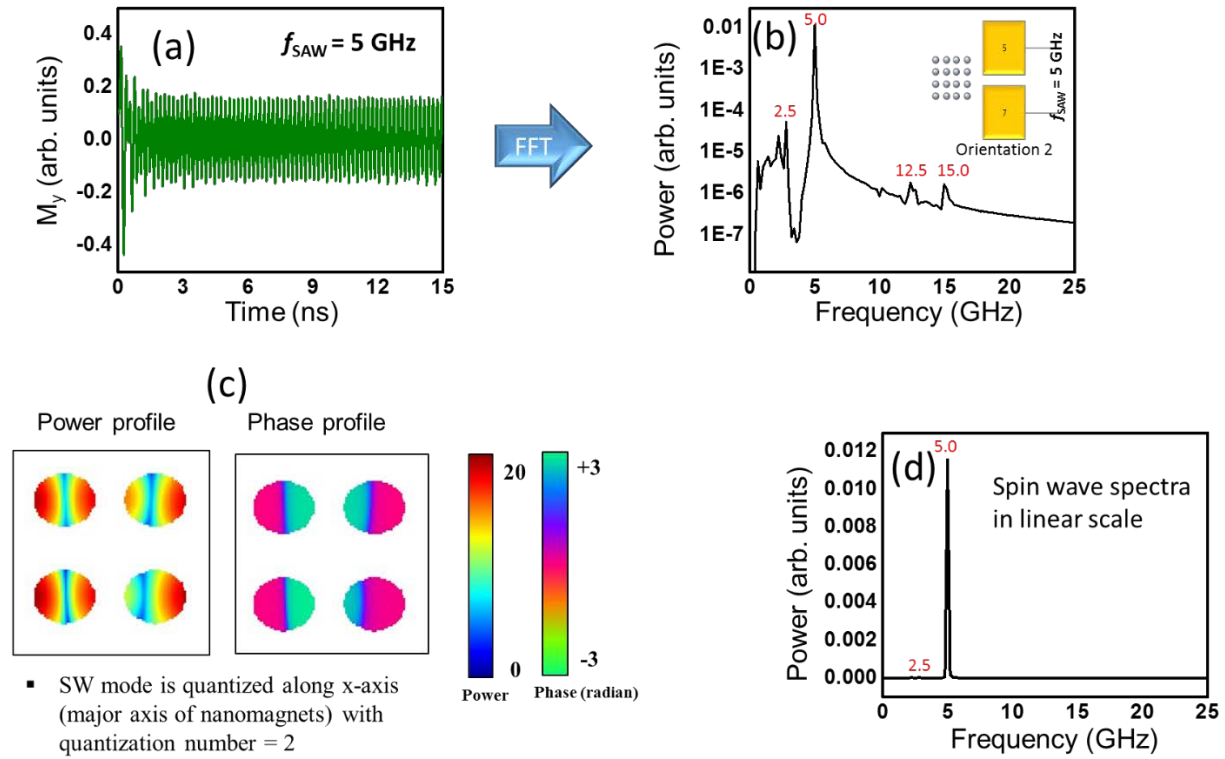 (a)
f_SAW = 5 GHz
0.4
0.2
0.0
-0.2
-0.4
M_y (arb. units)
0 3 6 9 12 15
Time (ns)
FFT
(b)
5.0
2.5
12.5 15.0
0.01
1E-3
1E-4
1E-5
1E-6
1E-7
Power (arb. units)
0 5 10 15 20 25
Frequency (GHz)
5
7
f_SAW = 5 GHz
Orientation 2
(c)
Power profile
Phase profile
20
0
Power
+3
-3
Phase (radian)
▪ SW mode is quantized along x-axis
(major axis of nanomagnets) with
quantization number = 2
(d)
5.0
2.5
Spin wave spectra
in linear scale
0.012
0.010
0.008
0.006
0.004
0.002
0.000
Power (arb. units)
0 5 10 15 20 25
Frequency (GHz)